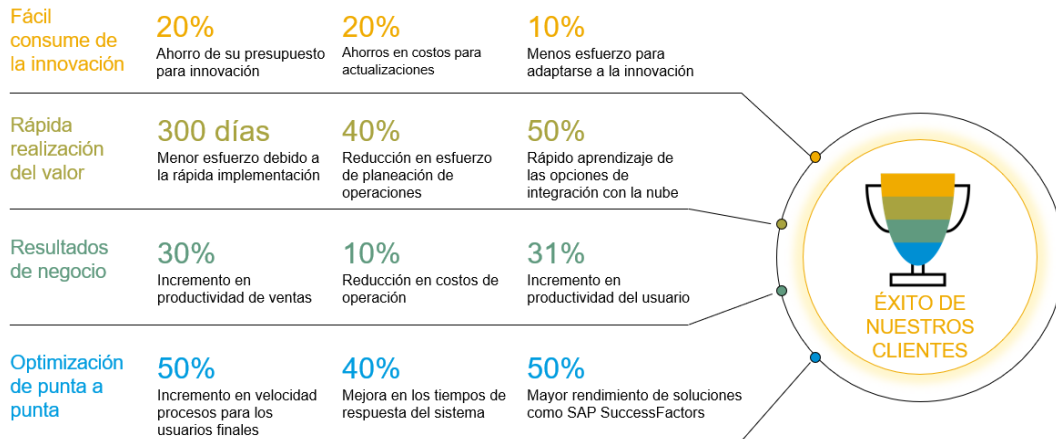 Fácil
consume de
la innovación
20%
Ahorro de su presupuesto
para innovación
20%
Ahorros en costos para
actualizaciones
10%
Menos esfuerzo para
adaptarse a la innovación
Rápida
realización
del valor
300 días
Menor esfuerzo debido a
la rápida implementación
40%
Reducción en esfuerzo
de planeación de
operaciones
50%
Rápido aprendizaje de
las opciones de
integración con la nube
Resultados
de negocio
30%
Incremento en
productividad de ventas
10%
Reducción en costos de
operación
31%
Incremento en
productividad del usuario
Optimización
de punta a
punta
50%
Incremento en velocidad
procesos para los
usuarios finales
40%
Mejora en los tiempos de
respuesta del sistema
50%
Mayor rendimiento de soluciones
como SAP SuccessFactors
ÉXITO DE
NUESTROS
CLIENTES